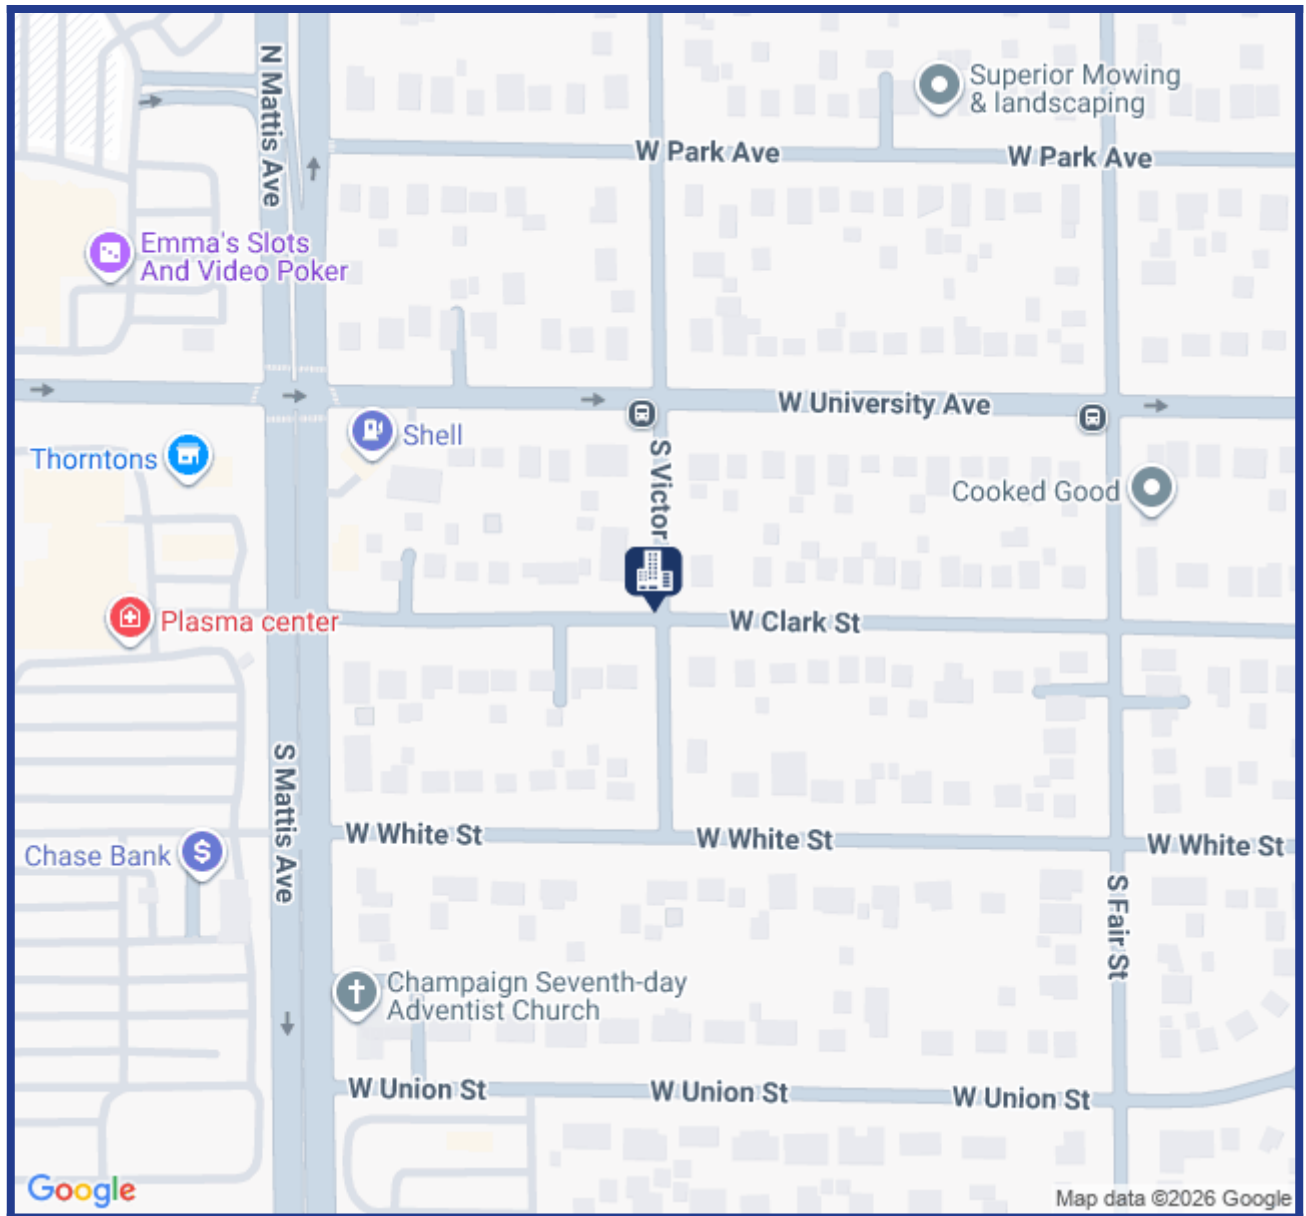 N Mattis Ave
Superior Mowing
& landscaping
W Park Ave
W Park Ave
Emma's Slots
And Video Poker
W University Ave
Shell
Thorntons
S Victor
Cooked Good
Plasma center
W Clark St
S Mattis Ave
W White St
W White St
W White St
Chase Bank
S Fair St
Champaign Seventh-day
Adventist Church
W Union St
W Union St
W Union St
Google
Map data ©2026 Google